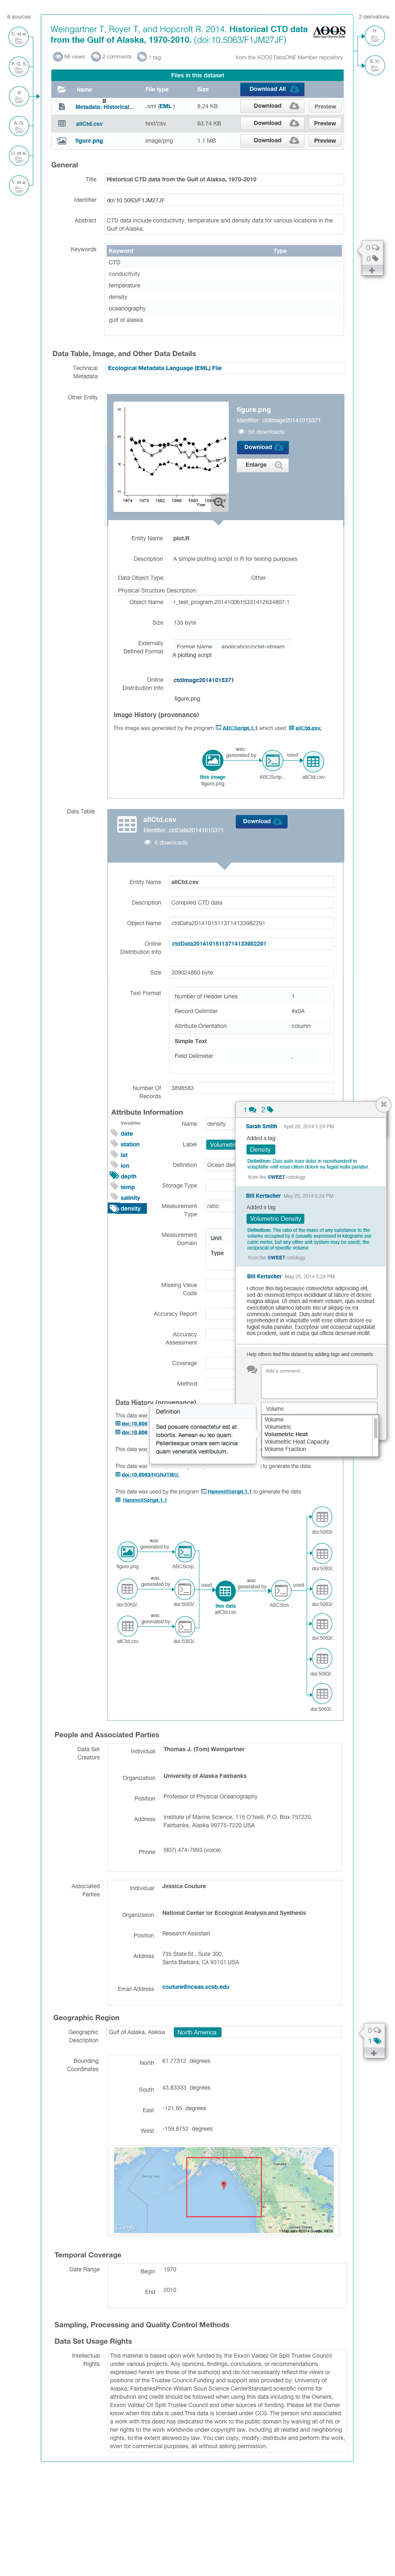 6 sources
2 derivations
Weingartner T, Royer T, and Hopcroft R. 2014. Historical CTD data
from the Gulf of Alaska, 1970-2010. (doi:10.5063/F1JM27JF)
AOOS
56 views
2 comments
1 tag
from the AOOS DataONE Member repository
Files in this dataset
Name
File type
Size
Download All
Metadata: Historical...
.xml (EML )
8.24 KB
Download
Preview
allCtd.csv
text/csv
63.74 KB
Download
Preview
figure.png
image/png
1.1 MB
Download
Preview
C. et al.
P. G. S.
R
A. G.
U. et al.
Y. et al.
H
E. H.
General
Title
Historical CTD data from the Gulf of Alaksa, 1970-2010
Identifier
doi:10.5063/F1JM27JF
Abstract
CTD data include conductivity, temperature and density data for various locations in the
Gulf of Alaska.
Keywords
Keyword
Type
CTD
conductivity
temperature
density
oceanography
gulf of alaska
0
0
+
Data Table, Image, and Other Data Details
Technical
Metadata
Ecological Metadata Language (EML) File
Other Entity
figure.png
Identifier: ctdImage20141015371
56 downloads
Download
Enlarge
1974 1978 1982 1986 1990
Year
Entity Name
plot.R
Description
A simple plotting script in R for testing purposes
Data Object Type:
Other
Physical Structure Description:
Object Name
r_test_program.2014100615331412634807.1
Size
135 byte
Externally
Defined Format
Format Name
application/octet-stream
A plotting script
Online
Distribution Info
ctdimage20141015371
figure.png
Image History (provenance)
This image was generated by the program ABCScript.1.1 which used allCtd.csv.
was
generated by
used
this image
figure.png
ABCScrip...
allCtd.csv
Data Table
allCtd.csv
Identifier: ctdData20141015371
6 downloads
Download
Entity Name
allCtd.csv
Description
Compiled CTD data
Object Name
ctdData20141015113714133982291
Online
Distribution Info
ctdData20141015113714133982291
Size
309024860 byte
Text Format
Number of Header Lines
1
Record Delimiter
#x0A
Attribute Orientation
column
Simple Text
Field Delimeter
,
Number Of
Records
3898583
Attribute Information
Variables
date
station
lat
lon
depth
temp
salinity
density
Name
density
Label
Volumetri
Definition
Ocean den
Storage Type
Measurement
Type
ratio
Measurement
Domain
Unit
Type
Missing Value
Code
Accuracy Report
Accuracy
Assessment
Coverage
Method
1
2
Sarah Smith April 26, 2014 5:24 PM
Added a tag
Density
Definition: Duis aute irure dolor in reprehenderit in
voluptate velit esse cillum dolore eu fugiat nulla pariatur.
from the SWEET ontology
Bill Kertacher May 25, 2014 5:24 PM
Added a tag
Volumetric Density
Definition: The ratio of the mass of any substance to the
volume occupied by it (usually expressed in kilograms per
cubic meter, but any other unit system may be used); the
reciprocal of specific volume
from the SWEET ontology
Bill Kertacher May 25, 2014 5:24 PM
I chose this tag because consectetur adipisicing elit,
sed do eiusmod tempor incididunt ut labore et dolore
magna aliqua. Ut enim ad minim veniam, quis nostrud
exercitation ullamco laboris nisi ut aliquip ex ea
commodo consequat. Duis aute irure dolor in
reprehenderit in voluptate velit esse cillum dolore eu
fugiat nulla pariatur. Excepteur sint occaecat cupidatat
non proident, sunt in culpa qui officia deserunt mollit
Help others find this dataset by adding tags and comments
Add a comment ...
Volume
Volume
Volumetric
Volumetric Heat
Volumetric Heat Capacity
Volume Fraction
Definition
Sed posuere consectetur est at
lobortis. Aenean eu leo quam.
Pellentesque ornare sem lacinia
quam venenatis vestibulum.
Data History (provenance)
This data was
This data was
This data was
to generate the data
This data was used by the program HammillScript.1.1 to generate the data
HammillScript.1.1
was
generated by
figure.png
ABCScrip...
was
generated by
doi:5063/..
doi:5063/..
was
generated by
allCtd.csv
doi:5063/..
used
this data
allCtd.csv
was
generated by
ABCScri...
used
doi:5063/..
doi:5063/..
doi:5063/..
doi:5063/..
doi:5063/..
doi:5063/..
People and Associated Parties
Data Set
Creators
Individual
Thomas J. (Tom) Weingartner
Organization
University of Alaska Fairbanks
Position
Professor of Physical Oceanography
Address
Institute of Marine Science, 115 O'Neill, P.O. Box 757220,
Fairbanks, Alaska 99775-7220 USA
Phone
(907) 474-7993 (voice)
Associated
Parties
Individual
Jessica Couture
Organization
National Center for Ecological Analysis and Synthesis
Position
Research Assistant
Address
735 State St., Suite 300,
Santa Barbara, CA 93101 USA
Email Address
couture@nceas.ucsb.edu
Geographic Region
Geographic
Description
Gulf of Alaska, Alaksa
North America
0
1
+
Bounding
Coordinates
North
61.77312 degrees
South
43.83333 degrees
East
-121.65 degrees
West
-159.8752 degrees
Google
Temporal Coverage
Date Range
Begin
1970
End
2010
Sampling, Processing and Quality Control Methods
Data Set Usage Rights
Intellectual
Rights
This material is based upon work funded by the Exxon Valdez Oil Spill Trustee Council
under various projects. Any opinions, findings, conclusions, or recommendations
expressed herein are those of the author(s) and do not necessarily reflect the views or
positions of the Trustee Council.Funding and support also provided by: Univeristy of
Alaska, FairbanksPrince William Soun Science CenterStandard scientific norms for
attribution and credit should be followed when using this data including to the Owners,
Exxon Valdez Oil Spill Trustee Council and other sources of funding. Please let the Owner
know when this data is used.This data is licensed under CC0. The person who associated
a work with this deed has dedicated the work to the public domain by waiving all of his or
her rights to the work worldwide under copyright law, including all related and neighboring
rights, to the extent allowed by law. You can copy, modify, distribute and perform the work,
even for commercial purposes, all without asking permission.